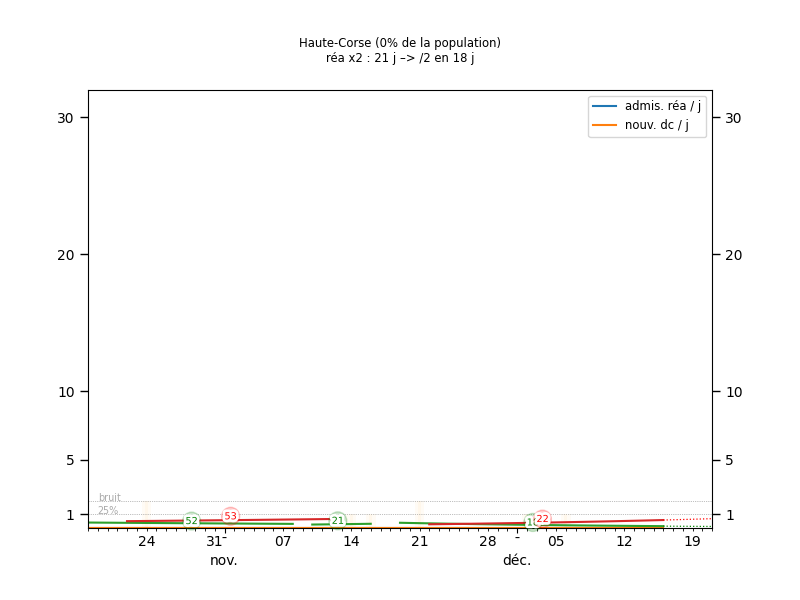 Haute-Corse (0% de la population)
réa x2 : 21 j –> /2 en 18 j
admis. réa / j
nouv. dc / j
30 30
20 20
10 10
5 5
1 1
bruit
25%
52 53 21 22
24 31 07 14 21 28 - 05 12 19
nov. déc.